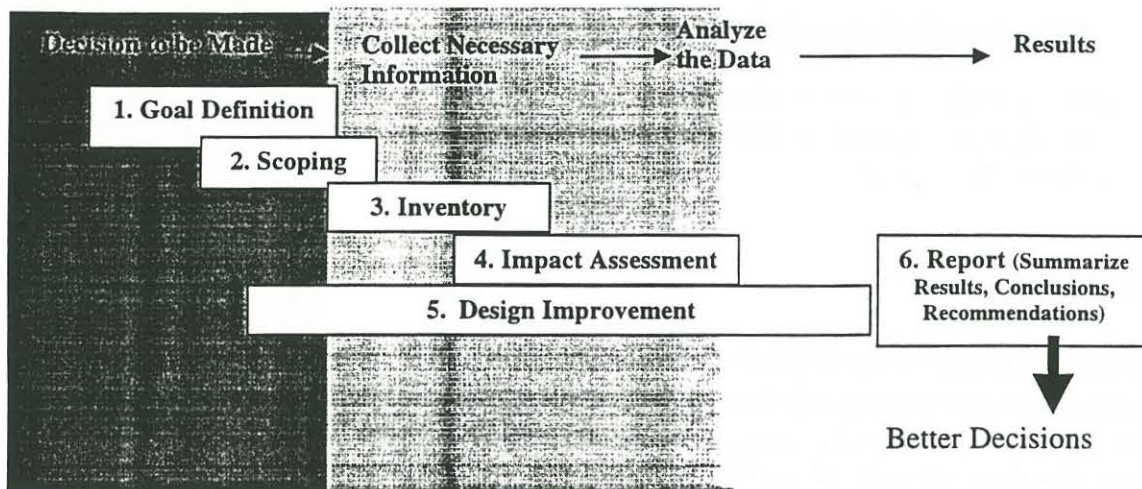 Decision to be Made
Collect Necessary
Information
Analyze
the Data
Results
1. Goal Definition
2. Scoping
3. Inventory
4. Impact Assessment
5. Design Improvement
6. Report (Summarize
Results, Conclusions,
Recommendations)
Better Decisions